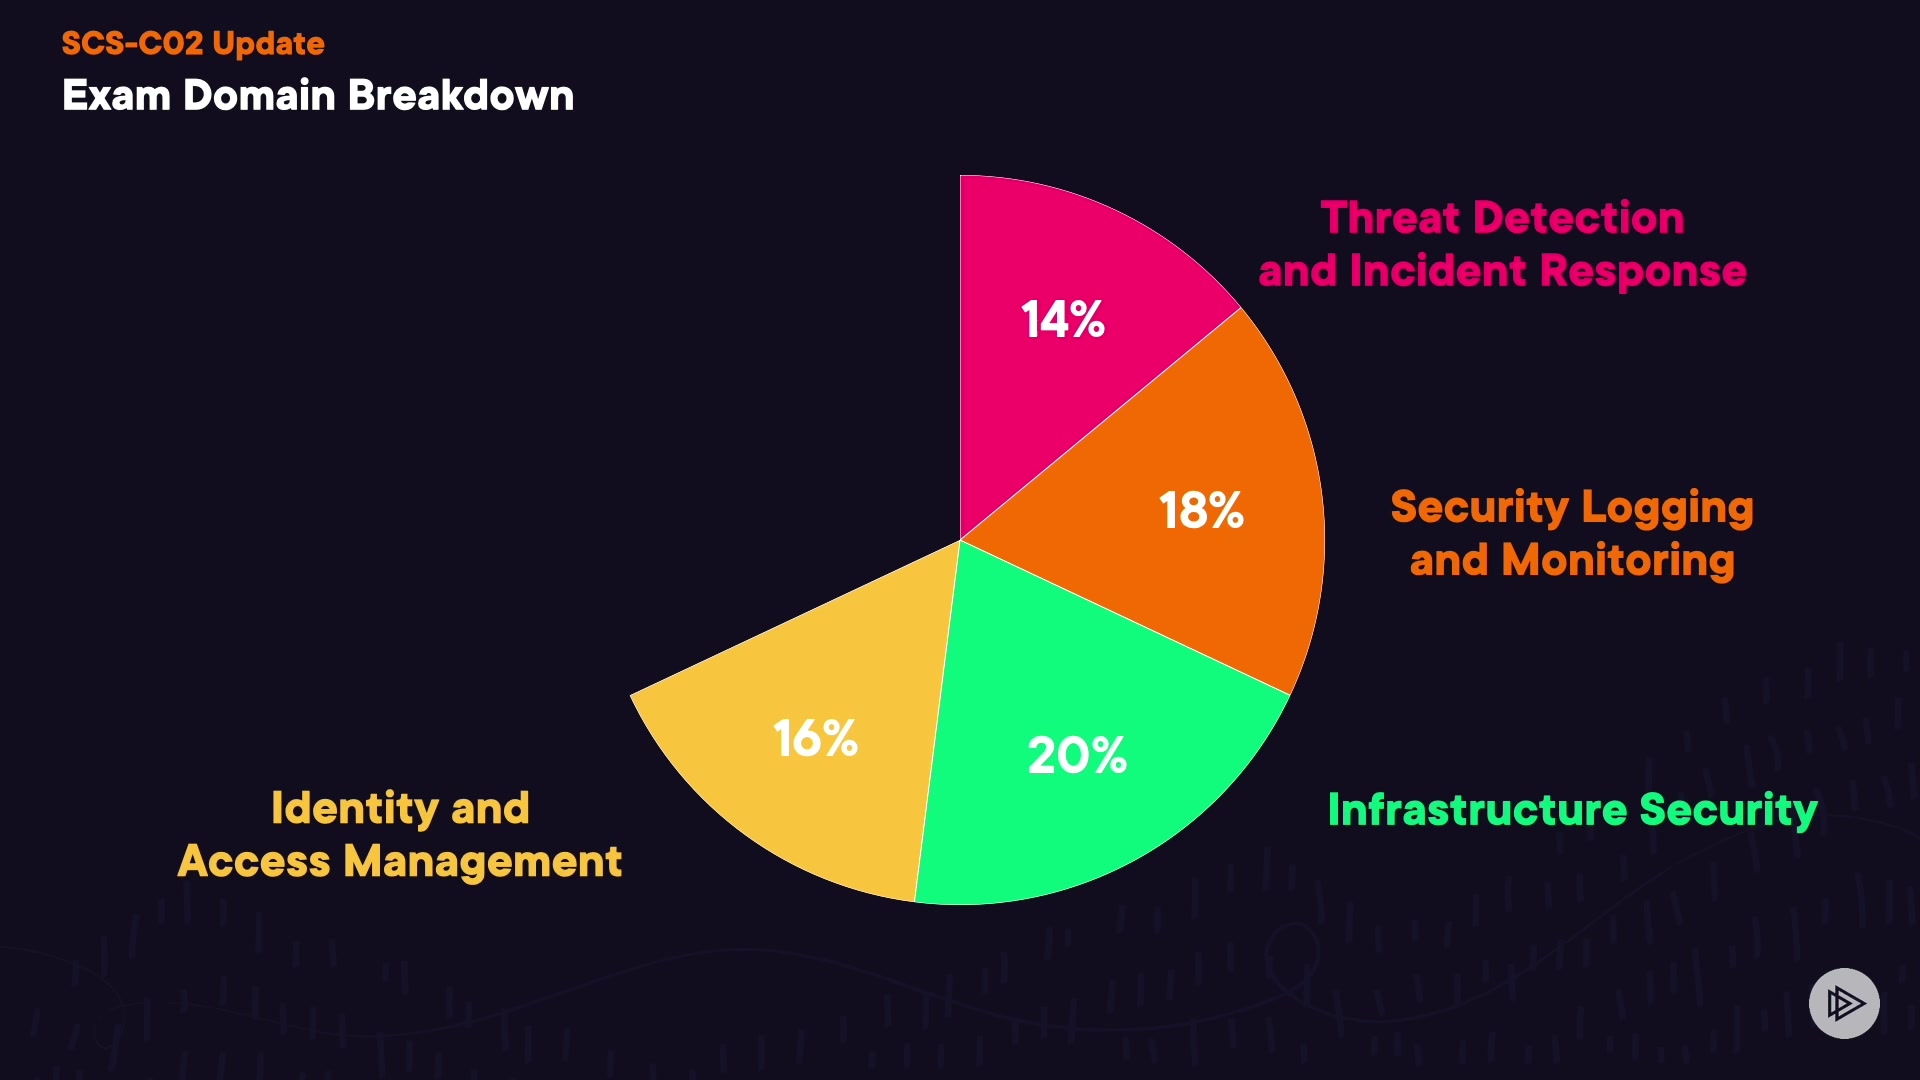 SCS-C02 Update
Exam Domain Breakdown
Threat Detection
and Incident Response
14%
18%
Security Logging
and Monitoring
16%
20%
Infrastructure Security
Identity and
Access Management